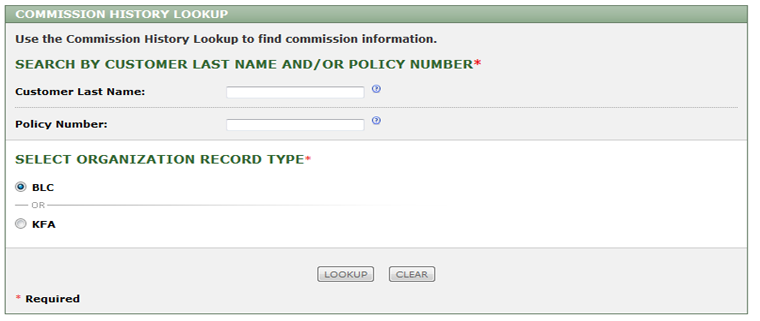 COMMISSION HISTORY LOOKUP
Use the Commission History Lookup to find commission information.
SEARCH BY CUSTOMER LAST NAME AND/OR POLICY NUMBER*
Customer Last Name: ?
Policy Number: ?
SELECT ORGANIZATION RECORD TYPE*
BLC
OR
KFA
LOOKUP CLEAR
* Required